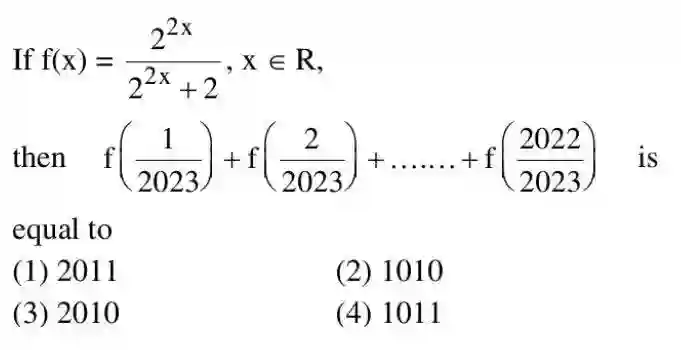 If f(x) = 2^{2x} / (2^{2x} + 2), x ∈ R,
then f(1/2023) + f(2/2023) + ....... + f(2022/2023) is
equal to
(1) 2011 (2) 1010
(3) 2010 (4) 1011